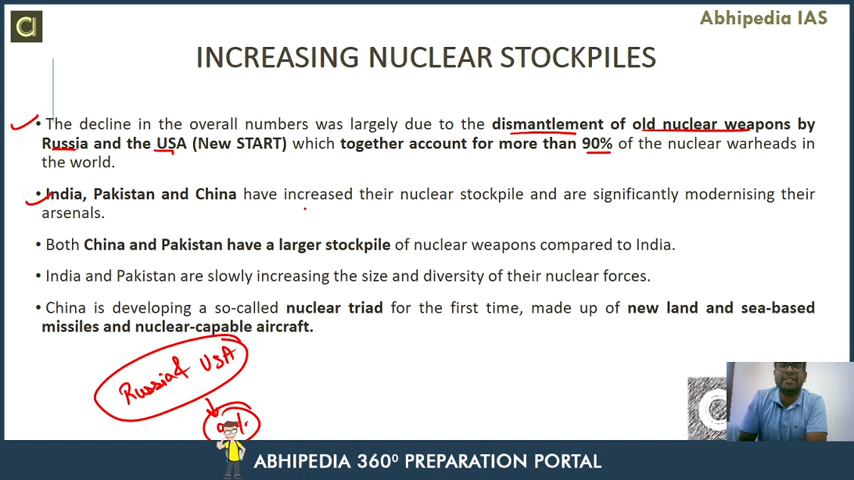 Abhipedia IAS
INCREASING NUCLEAR STOCKPILES
• The decline in the overall numbers was largely due to the dismantlement of old nuclear weapons by
Russia and the USA (New START) which together account for more than 90% of the nuclear warheads in
the world.
• India, Pakistan and China have increased their nuclear stockpile and are significantly modernising their
arsenals.
• Both China and Pakistan have a larger stockpile of nuclear weapons compared to India.
• India and Pakistan are slowly increasing the size and diversity of their nuclear forces.
• China is developing a so-called nuclear triad for the first time, made up of new land and sea-based
missiles and nuclear-capable aircraft.
Russia & USA
ABHIPEDIA 360⁰ PREPARATION PORTAL